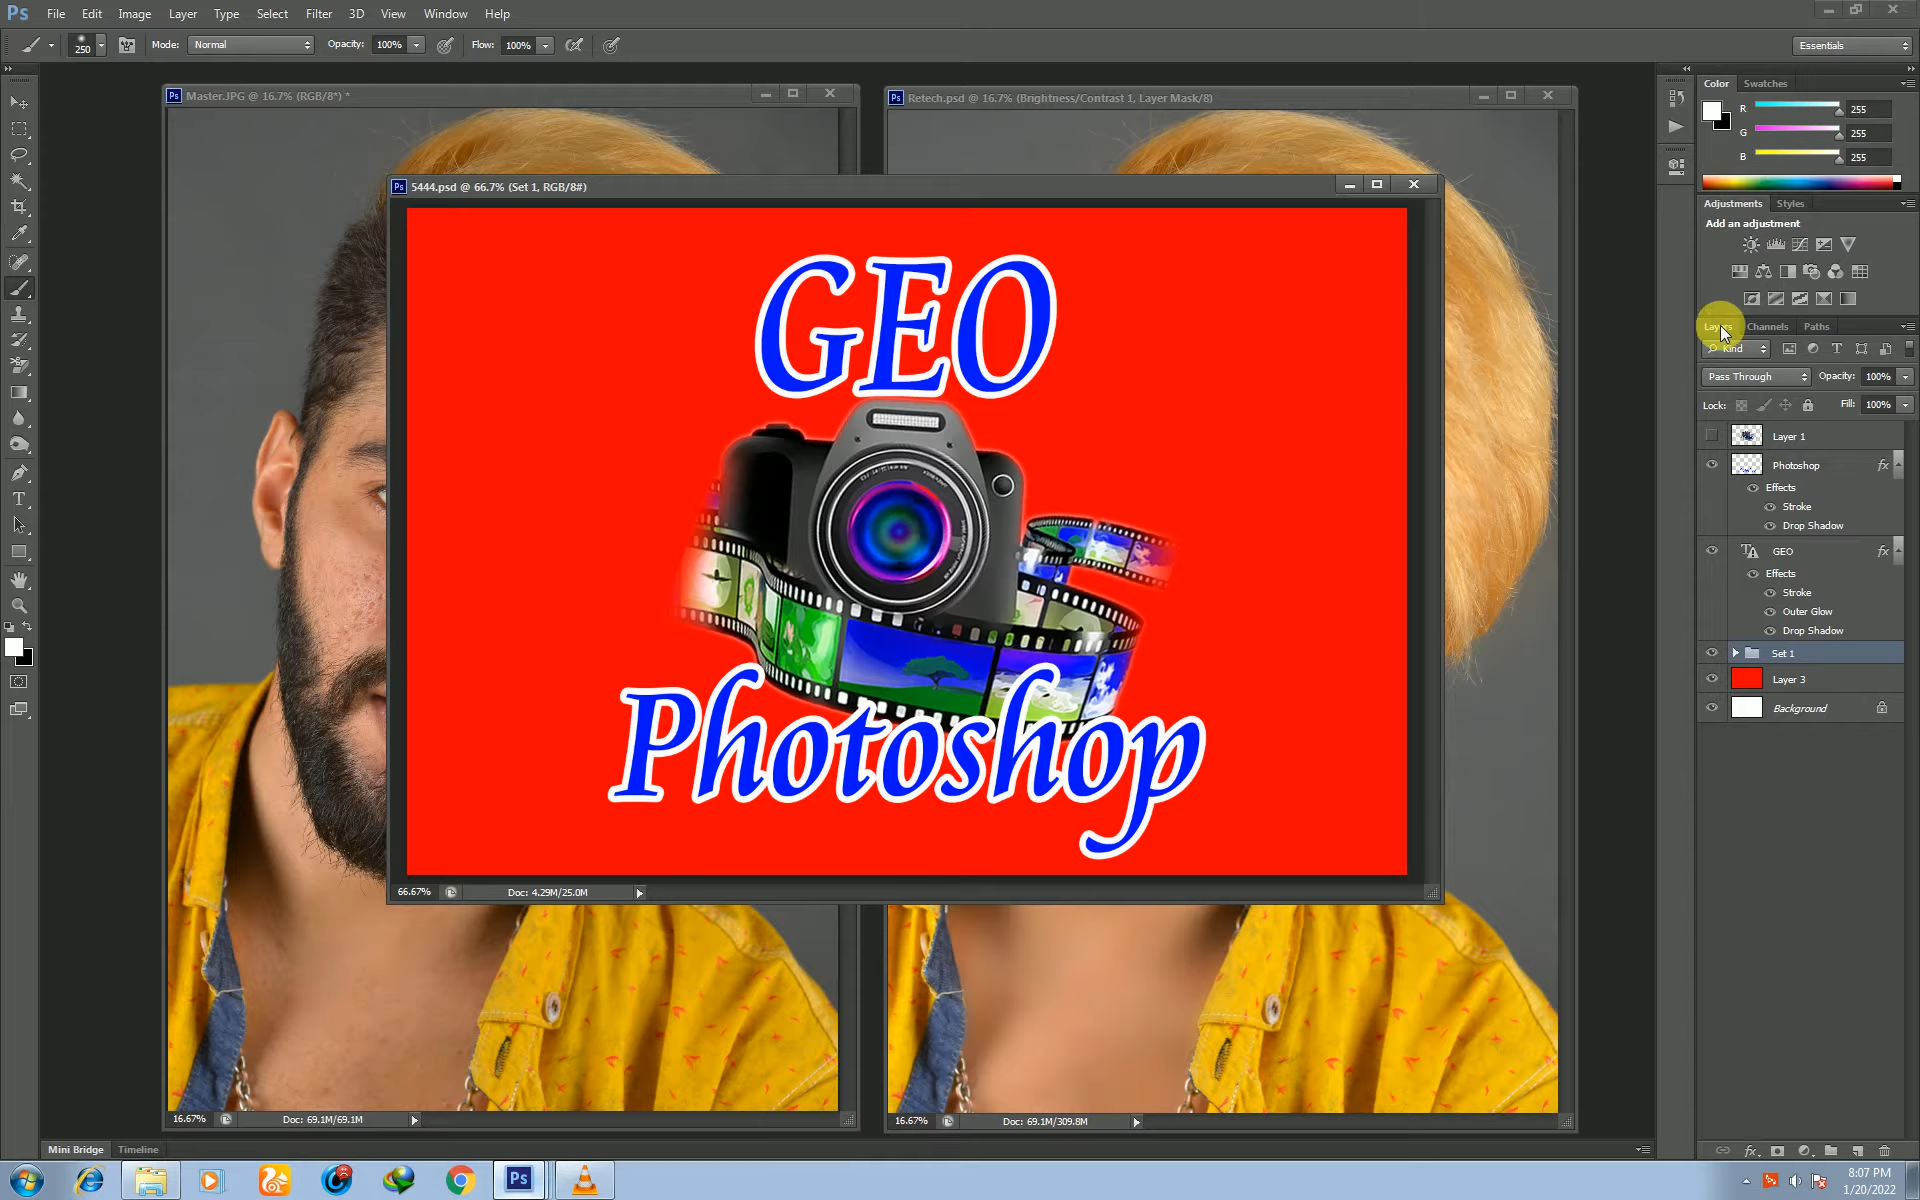 Ps File Edit Image Layer Type Select Filter 3D View Window Help
250 Mode: Normal Opacity: 100% Flow: 100% Essentials
Master.JPG @ 16.7% (RGB/8*) *
Retech.psd @ 16.7% (Brightness/Contrast 1, Layer Mask/8)
5444.psd @ 66.7% (Set 1, RGB/8#)
GEO
Photoshop
66.67% Doc: 4.29M/25.0M
16.67% Doc: 69.1M/69.1M
16.67% Doc: 69.1M/309.8M
Color Swatches
R 255
G 255
B 255
Adjustments Styles
Add an adjustment
Layers Channels Paths
Kind
Pass Through Opacity: 100%
Lock: Fill: 100%
Layer 1
Photoshop fx
Effects
Stroke
Drop Shadow
GEO fx
Effects
Stroke
Outer Glow
Drop Shadow
Set 1
Layer 3
Background
Mini Bridge Timeline
Ps
8:07 PM
1/20/2022